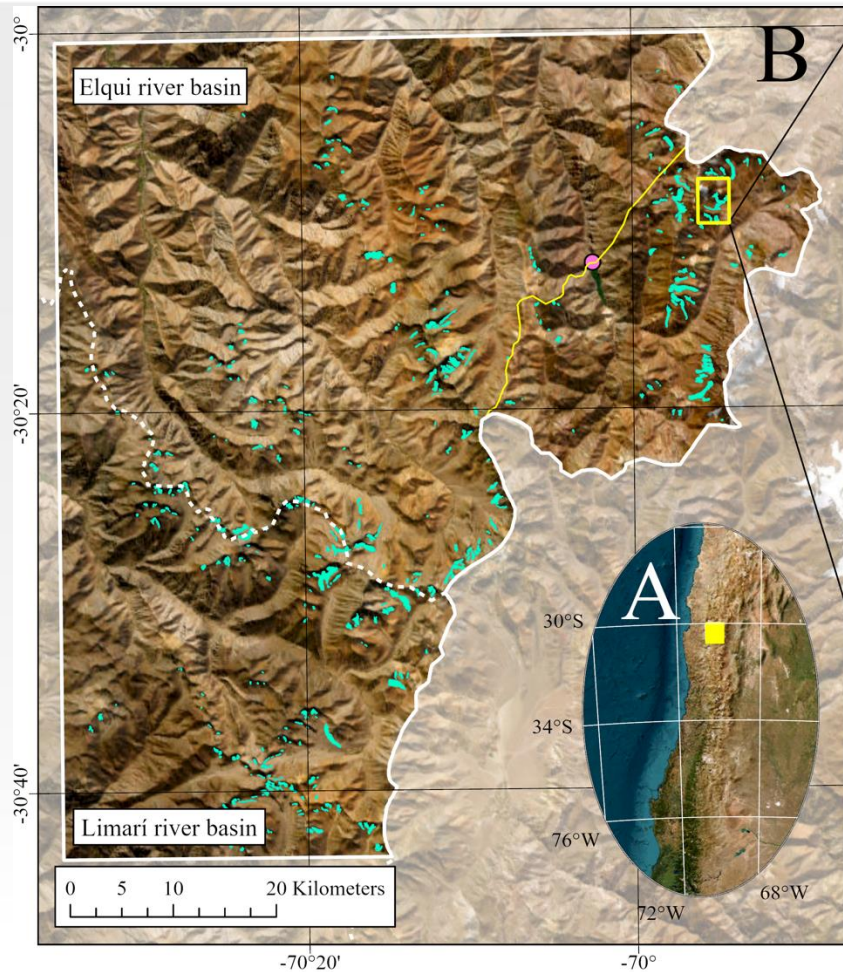 -30°
B
Elqui river basin
-30°20'
A
30°S
34°S
-30°40'
Limarí river basin
76°W
68°W
72°W
0 5 10 20 Kilometers
-70°20'
-70°